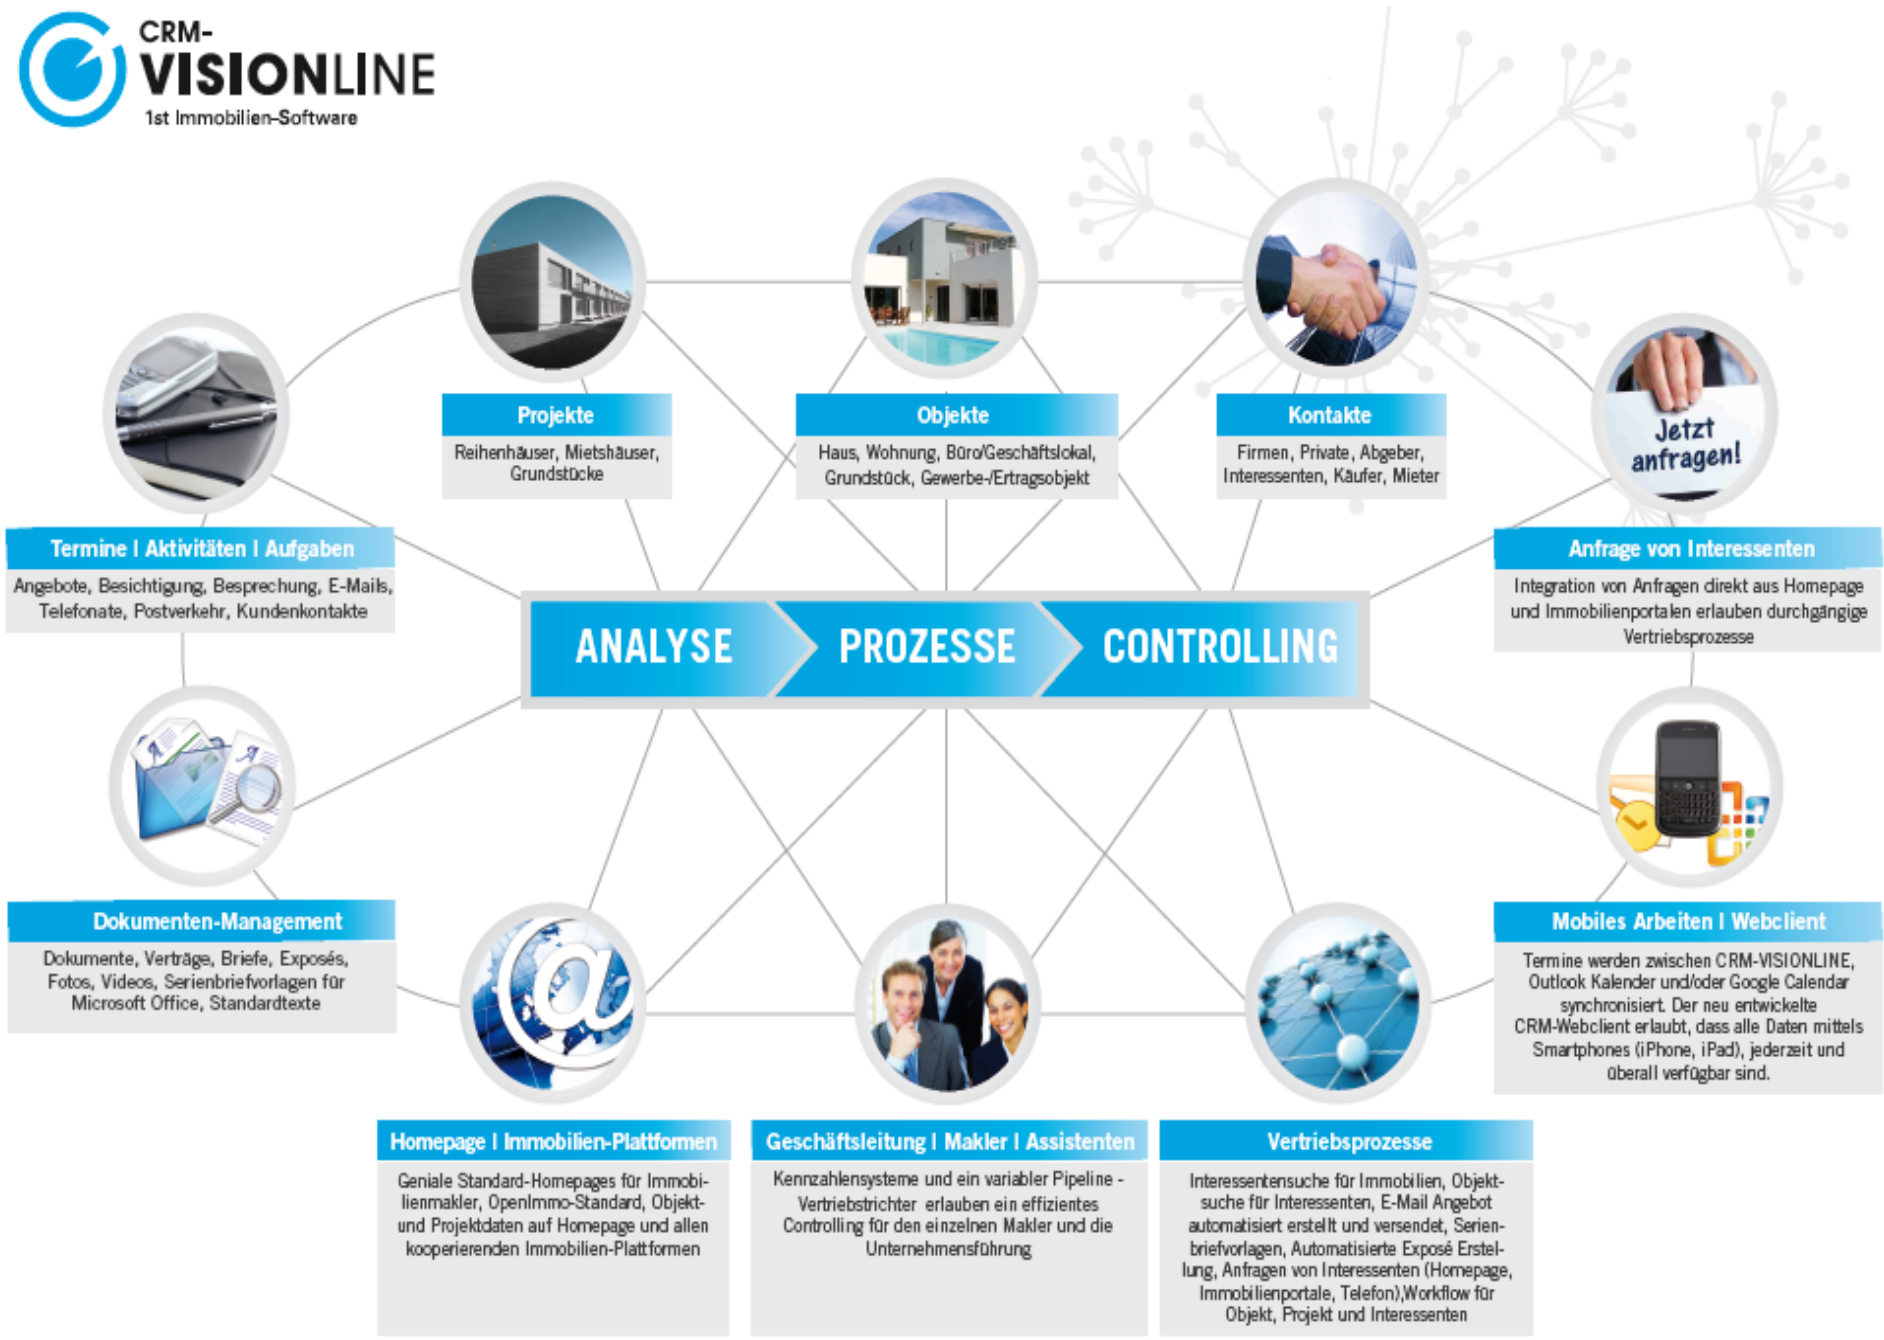 CRM-
VISIONLINE
1st Immobilien-Software
Projekte
Reihenhäuser, Mietshäuser,
Grundstücke
Objekte
Haus, Wohnung, Büro/Geschäftslokal,
Grundstück, Gewerbe-/Ertragsobjekt
Kontakte
Firmen, Private, Abgeber,
Interessenten, Käufer, Mieter
Jetzt
anfragen!
Termine | Aktivitäten | Aufgaben
Angebote, Besichtigung, Besprechung, E-Mails,
Telefonate, Postverkehr, Kundenkontakte
Anfrage von Interessenten
Integration von Anfragen direkt aus Homepage
und Immobilienportalen erlauben durchgängige
Vertriebsprozesse
ANALYSE
PROZESSE
CONTROLLING
Dokumenten-Management
Dokumente, Verträge, Briefe, Exposés,
Fotos, Videos, Serienbriefvorlagen für
Microsoft Office, Standardtexte
Mobiles Arbeiten | Webclient
Termine werden zwischen CRM-VISIONLINE,
Outlook Kalender und/oder Google Calendar
synchronisiert. Der neu entwickelte
CRM-Webclient erlaubt, dass alle Daten mittels
Smartphones (iPhone, iPad), jederzeit und
überall verfügbar sind.
@
Homepage | Immobilien-Plattformen
Geniale Standard-Homepages für Immobi-
lienmakler, OpenImmo-Standard, Objekt-
und Projektdaten auf Homepage und allen
kooperierenden Immobilien-Plattformen
Geschäftsleitung | Makler | Assistenten
Kennzahlensysteme und ein variabler Pipeline -
Vertriebstrichter erlauben ein effizientes
Controlling für den einzelnen Makler und die
Unternehmensführung
Vertriebsprozesse
Interessentensuche für Immobilien, Objekt-
suche für Interessenten, E-Mail Angebot
automatisiert erstellt und versendet, Serien-
briefvorlagen, Automatisierte Exposé Erstel-
lung, Anfragen von Interessenten (Homepage,
Immobilienportale, Telefon),Workflow für
Objekt, Projekt und Interessenten